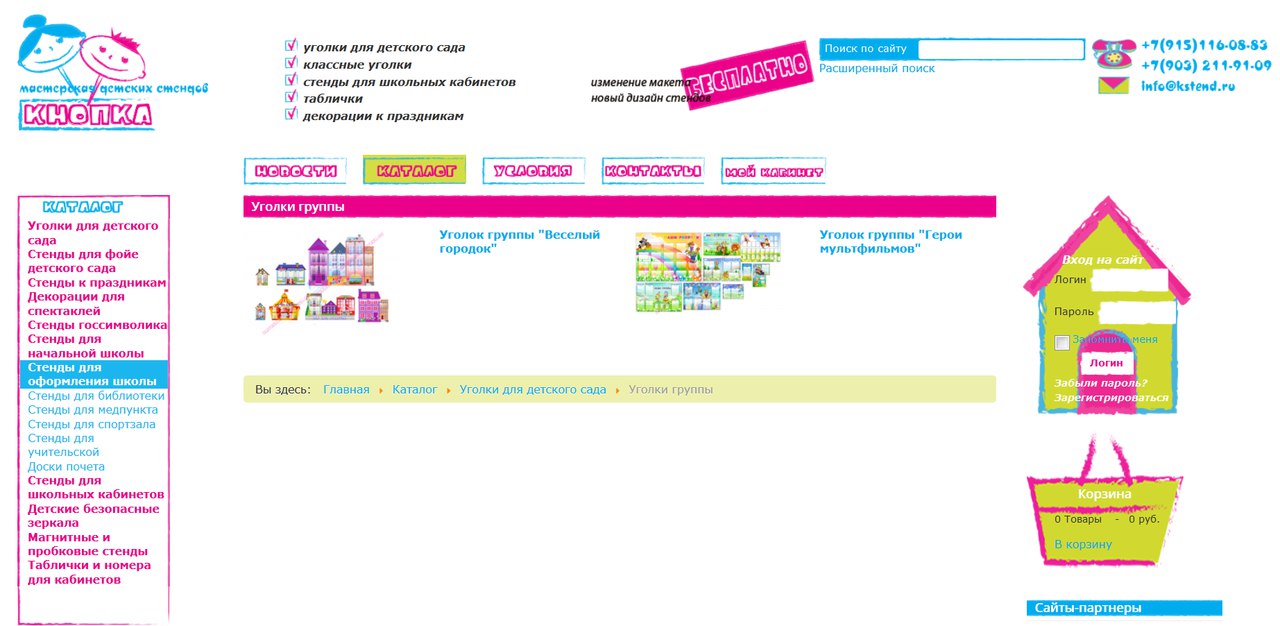 мастерская детских стендов
КНОПКА
уголки для детского сада
классные уголки
стенды для школьных кабинетов
таблички
декорации к праздникам
изменение макета
новый дизайн стендов
БЕСПЛАТНО
Поиск по сайту
Расширенный поиск
+7(915)116-08-83
+7(903) 211-91-09
info@kstend.ru
НОВОСТИ
КАТАЛОГ
УСЛОВИЯ
КОНТАКТЫ
МОЙ КАБИНЕТ
КАТАЛОГ
Уголки для детского
сада
Стенды для фойе
детского сада
Стенды к праздникам
Декорации для
спектаклей
Стенды госсимволика
Стенды для
начальной школы
Стенды для
оформления школы
Стенды для библиотеки
Стенды для медпункта
Стенды для спортзала
Стенды для
учительской
Доски почета
Стенды для
школьных кабинетов
Детские безопасные
зеркала
Магнитные и
пробковые стенды
Таблички и номера
для кабинетов
Уголки группы
Уголок группы "Веселый
городок"
Уголок группы "Герои
мультфильмов"
Вы здесь: Главная Каталог Уголки для детского сада Уголки группы
Вход на сайт
Логин
Пароль
Запомнить меня
Логин
Забыли пароль?
Зарегистрироваться
Корзина
0 Товары - 0 руб.
В корзину
Сайты-партнеры